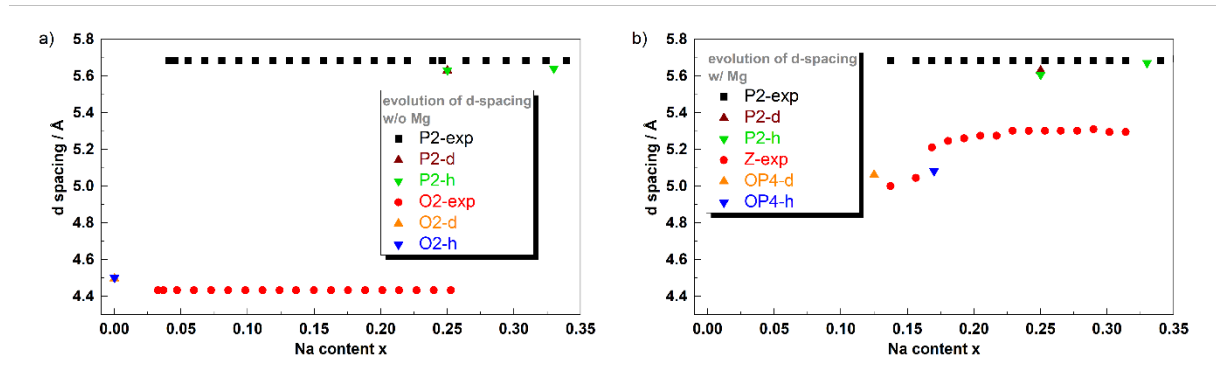 a)
5.8
5.6
5.4
5.2
5.0
4.8
4.6
4.4
d spacing / Å
evolution of d-spacing
w/o Mg
P2-exp
P2-d
P2-h
O2-exp
O2-d
O2-h
0.00 0.05 0.10 0.15 0.20 0.25 0.30 0.35
Na content x
b)
5.8
5.6
5.4
5.2
5.0
4.8
4.6
4.4
d spacing / Å
evolution of d-spacing
w/ Mg
P2-exp
P2-d
P2-h
Z-exp
OP4-d
OP4-h
0.00 0.05 0.10 0.15 0.20 0.25 0.30 0.35
Na content x